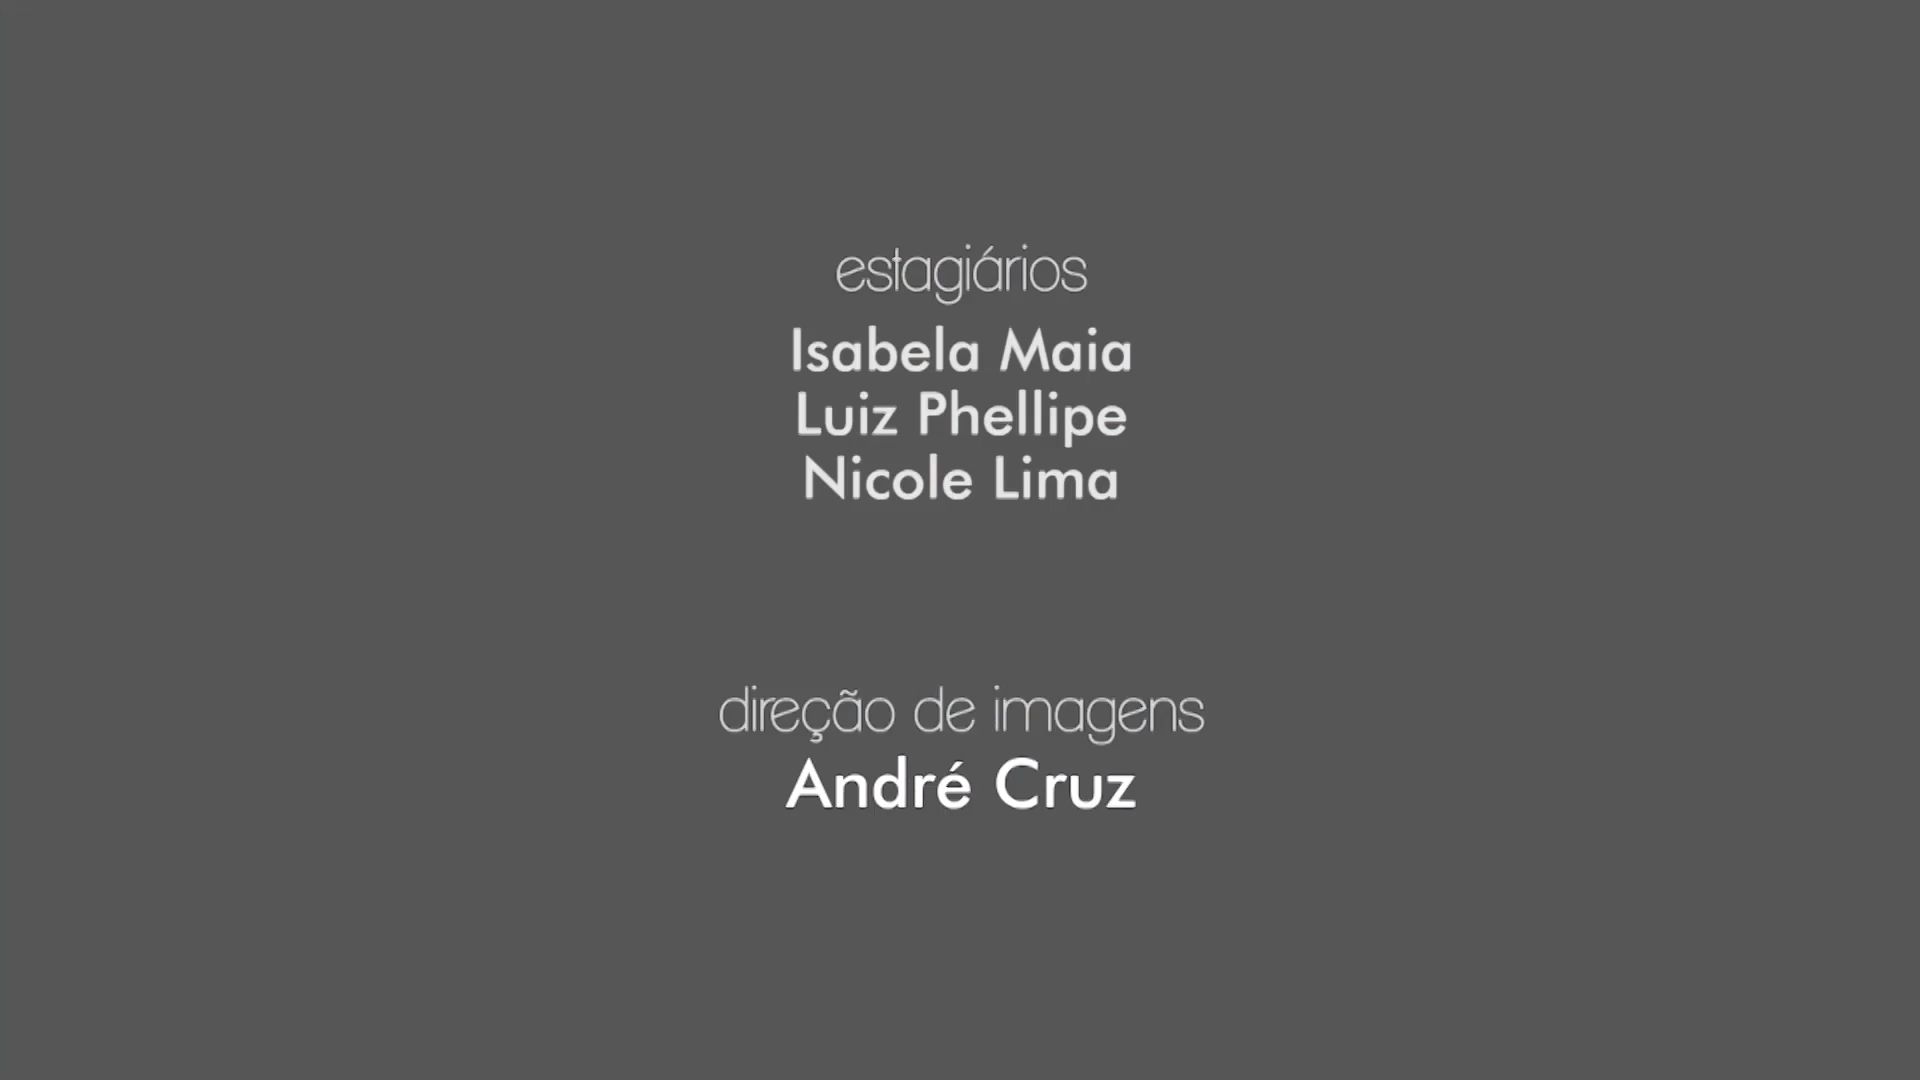 estagiários
Isabela Maia
Luiz Phellipe
Nicole Lima
direção de imagens
André Cruz